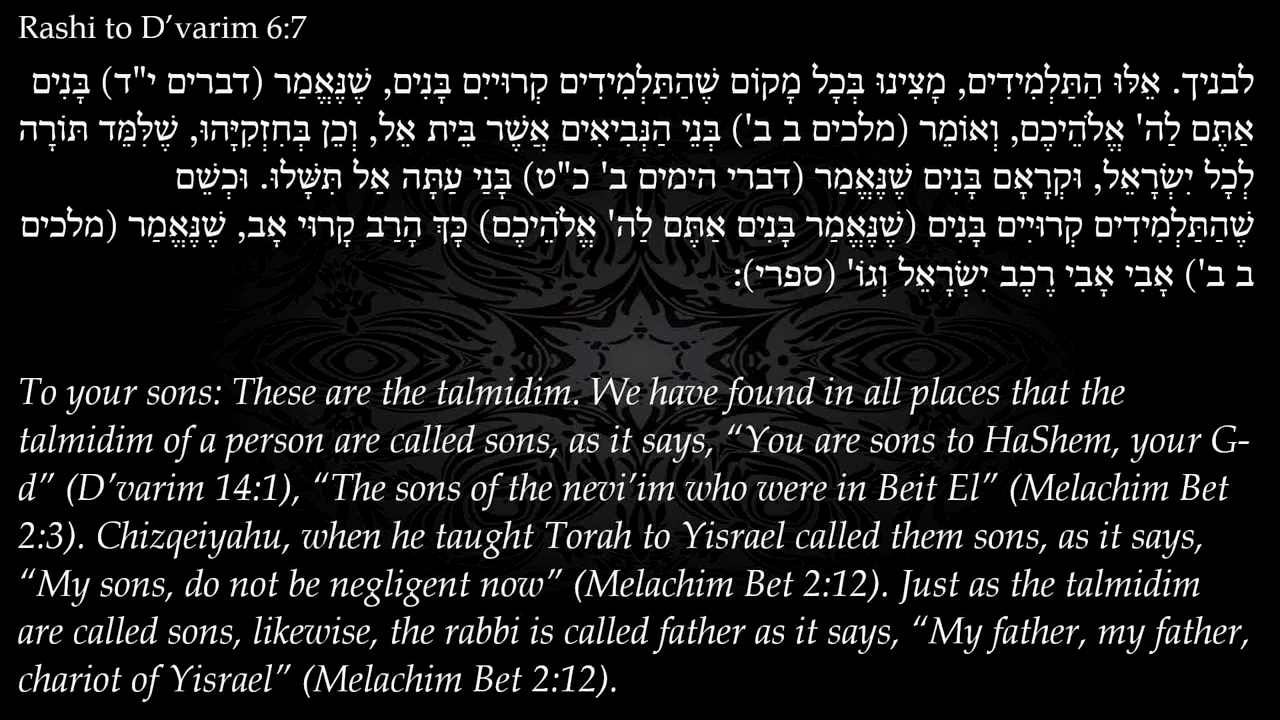 Rashi to D’varim 6:7
לבניך. אֵלּוּ הַתַּלְמִידִים, מָצִינוּ בְּכָל מָקוֹם שֶׁהַתַּלְמִידִים קְרוּיִים בָּנִים, שֶׁנֶּאֱמַר (דברים י"ד) בָּנִים
אַתֶּם לַה' אֱלֹהֵיכֶם, וְאוֹמֵר (מלכים ב ב') בְּנֵי הַנְּבִיאִים אֲשֶׁר בֵּית אֵל, וְכֵן בְּחִזְקִיָּהוּ, שֶׁלִּמֵּד תּוֹרָה
לְכָל יִשְׂרָאֵל, וּקְרָאָם בָּנִים שֶׁנֶּאֱמַר (דברי הימים ב' כ"ט) בָּנַי עַתָּה אַל תִּשָּׁלוּ. וּכְשֵׁם
שֶׁהַתַּלְמִידִים קְרוּיִים בָּנִים (שֶׁנֶּאֱמַר בָּנִים אַתֶּם לַה' אֱלֹהֵיכֶם) כָּךְ הָרַב קָרוּי אָב, שֶׁנֶּאֱמַר (מלכים
ב ב') אָבִי אָבִי רֶכֶב יִשְׂרָאֵל וְגוֹ' (ספרי):
To your sons: These are the talmidim. We have found in all places that the
talmidim of a person are called sons, as it says, “You are sons to HaShem, your G-
d” (D’varim 14:1), “The sons of the nevi’im who were in Beit El” (Melachim Bet
2:3). Chizqeiyahu, when he taught Torah to Yisrael called them sons, as it says,
“My sons, do not be negligent now” (Melachim Bet 2:12). Just as the talmidim
are called sons, likewise, the rabbi is called father as it says, “My father, my father,
chariot of Yisrael” (Melachim Bet 2:12).